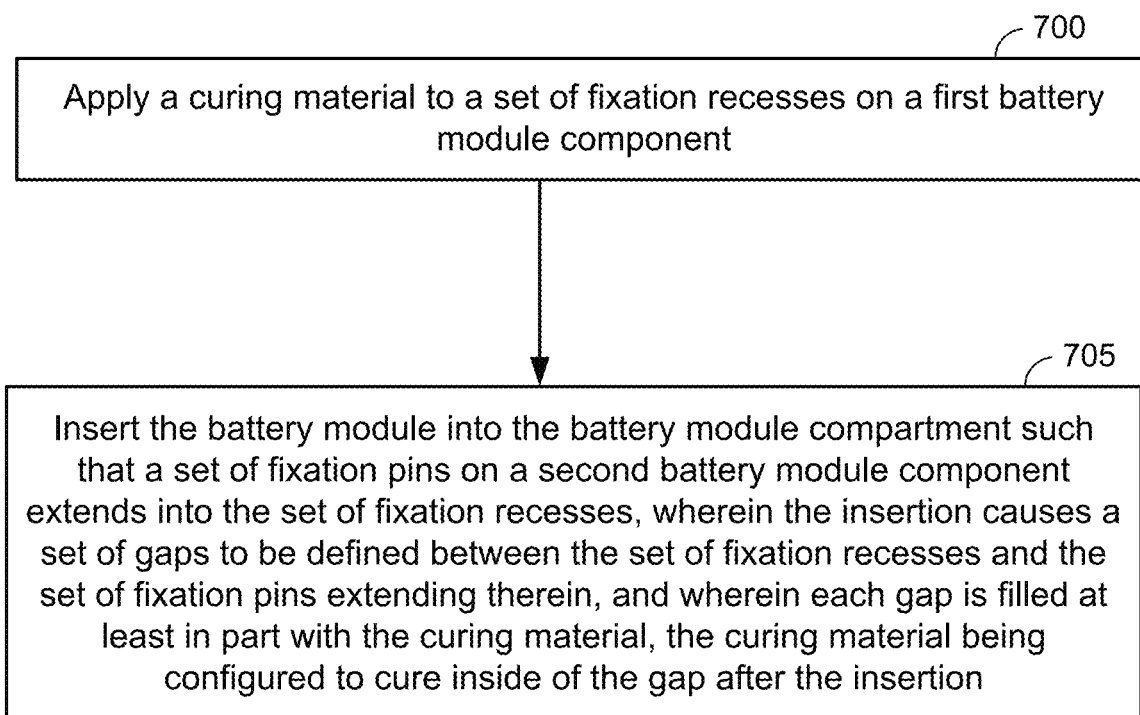 700
Apply a curing material to a set of fixation recesses on a first battery
module component
705
Insert the battery module into the battery module compartment such
that a set of fixation pins on a second battery module component
extends into the set of fixation recesses, wherein the insertion causes a
set of gaps to be defined between the set of fixation recesses and the
set of fixation pins extending therein, and wherein each gap is filled at
least in part with the curing material, the curing material being
configured to cure inside of the gap after the insertion